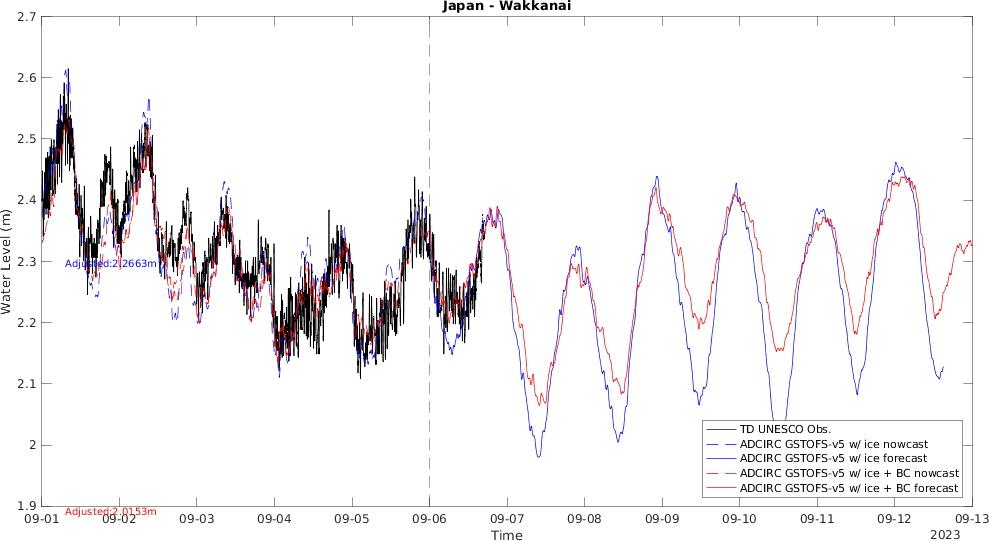 Japan - Wakkanai
2.7
2.6
2.5
2.4
2.3
2.2
2.1
2
1.9
Water Level (m)
Adjusted:2.2663m
Adjusted:2.0153m
TD UNESCO Obs.
ADCIRC GSTOFS-v5 w/ ice nowcast
ADCIRC GSTOFS-v5 w/ ice forecast
ADCIRC GSTOFS-v5 w/ ice + BC nowcast
ADCIRC GSTOFS-v5 w/ ice + BC forecast
09-01 09-02 09-03 09-04 09-05 09-06 09-07 09-08 09-09 09-10 09-11 09-12 09-13
Time
2023